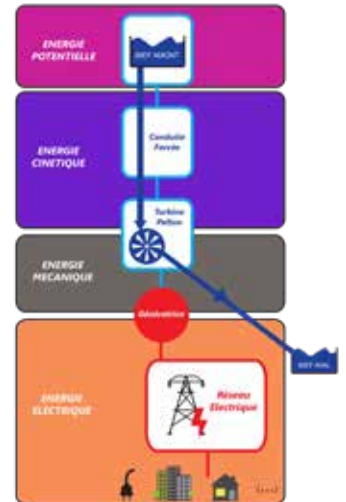 ENERGIE
POTENTIELLE
BIEF AMONT
ENERGIE
CINETIQUE
Conduite
Forcée
Turbine
Pelton
ENERGIE
MECANIQUE
Génératrice
BIEF AVAL
ENERGIE
ELECTRIQUE
Réseau
Electrique